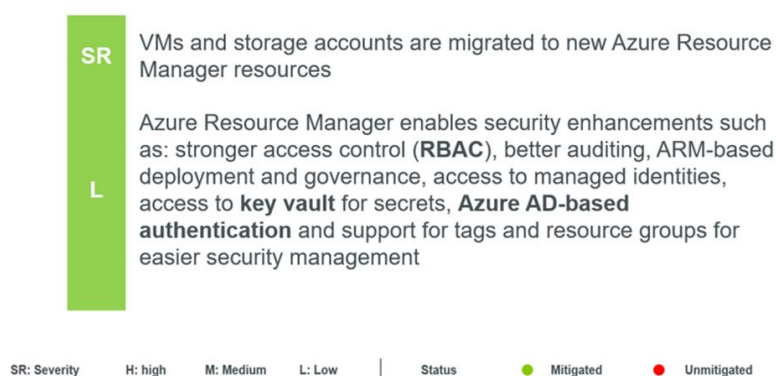 SR
VMs and storage accounts are migrated to new Azure Resource
Manager resources
Azure Resource Manager enables security enhancements such
as: stronger access control (RBAC), better auditing, ARM-based
deployment and governance, access to managed identities,
L
access to key vault for secrets, Azure AD-based
authentication and support for tags and resource groups for
easier security management
SR: Severity H: high M: Medium L: Low Status Mitigated Unmitigated